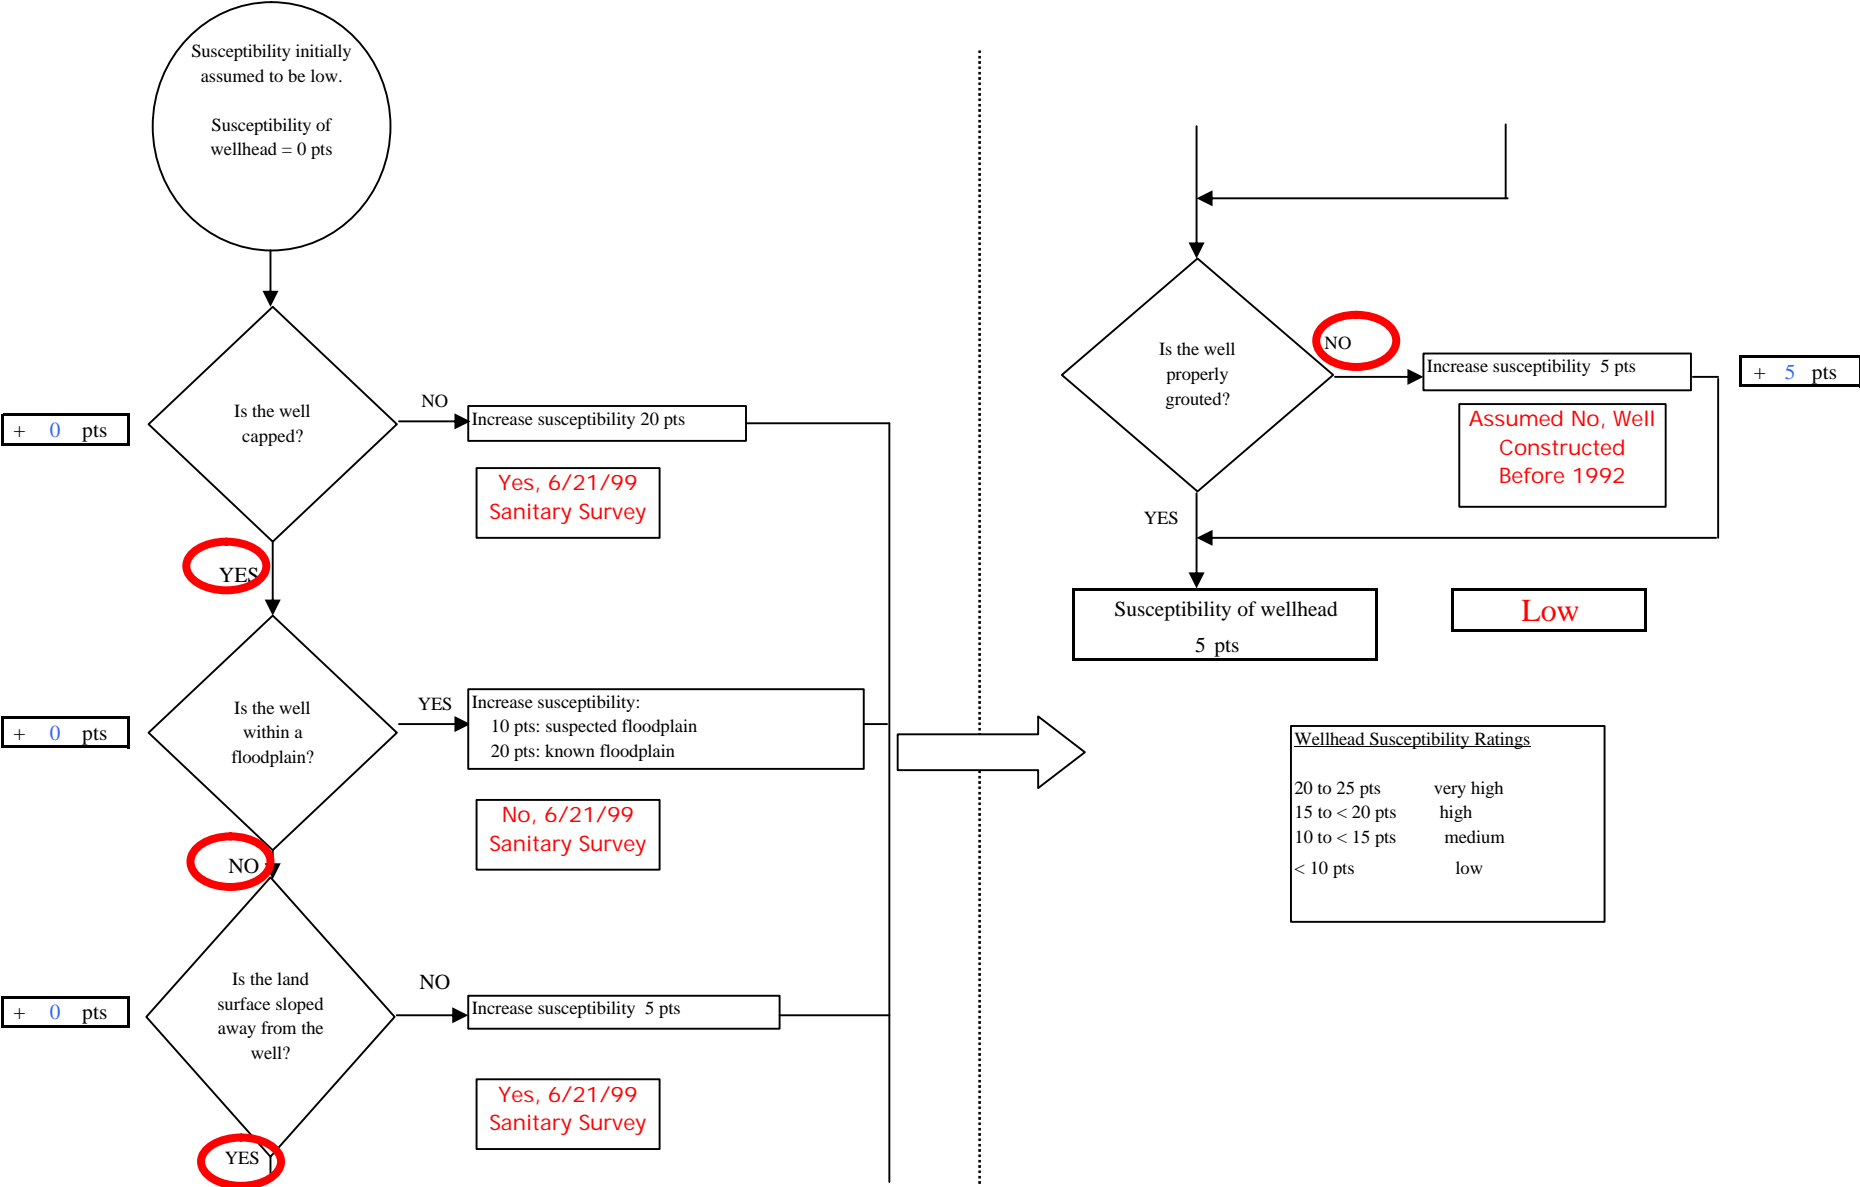 Susceptibility initially
assumed to be low.
Susceptibility of
wellhead = 0 pts
Is the well
capped?
+ 0 pts
NO
Increase susceptibility 20 pts
Yes, 6/21/99
Sanitary Survey
YES
Is the well
within a
floodplain?
+ 0 pts
YES
Increase susceptibility:
10 pts: suspected floodplain
20 pts: known floodplain
No, 6/21/99
Sanitary Survey
NO
Is the land
surface sloped
away from the
well?
+ 0 pts
NO
Increase susceptibility 5 pts
Yes, 6/21/99
Sanitary Survey
YES
Is the well
properly
grouted?
NO
Increase susceptibility 5 pts
+ 5 pts
Assumed No, Well
Constructed
Before 1992
YES
Susceptibility of wellhead
5 pts
Low
Wellhead Susceptibility Ratings
20 to 25 pts very high
15 to < 20 pts high
10 to < 15 pts medium
< 10 pts low